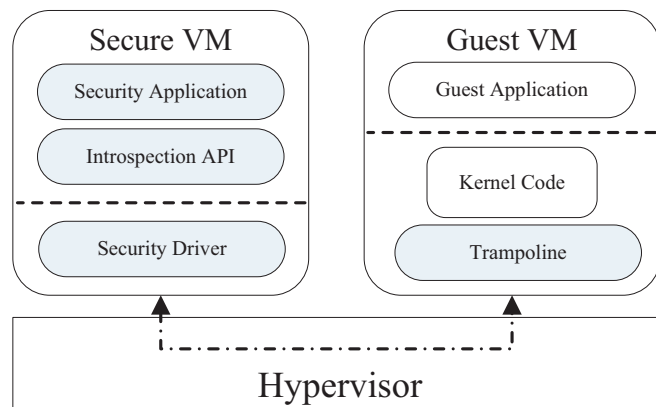 Secure VM
Security Application
Introspection API
Security Driver
Guest VM
Guest Application
Kernel Code
Trampoline
Hypervisor